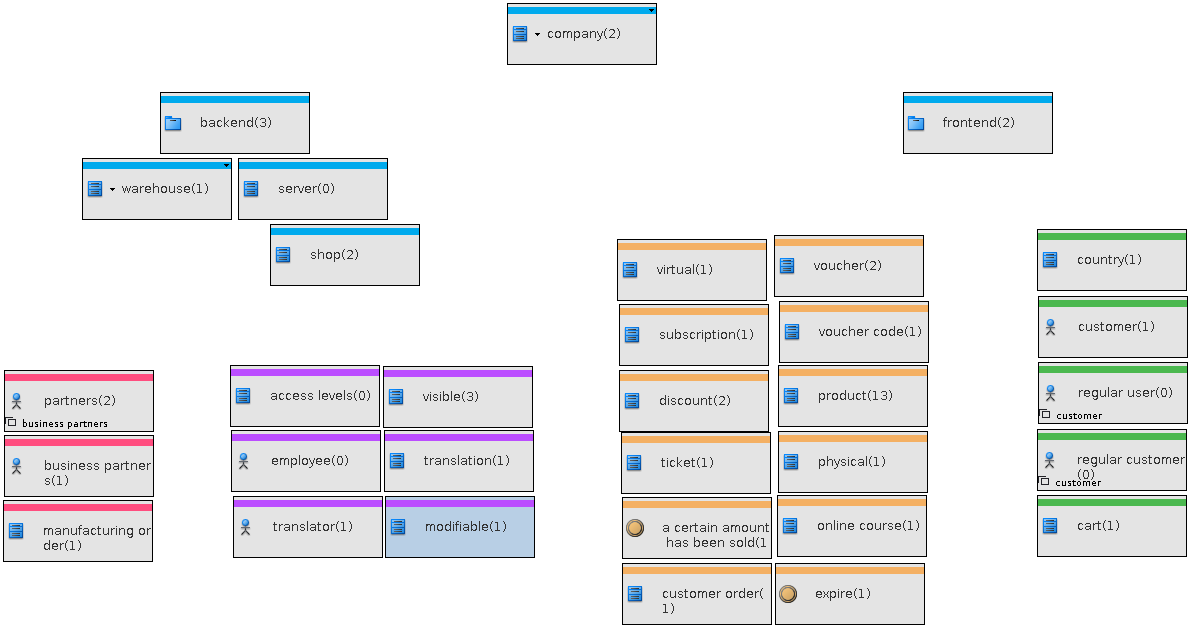 company(2)
backend(3)
frontend(2)
warehouse(1)
server(0)
shop(2)
virtual(1)
voucher(2)
country(1)
subscription(1)
voucher code(1)
customer(1)
partners(2)
business partners
access levels(0)
visible(3)
discount(2)
product(13)
regular user(0)
customer
business partner
s(1)
employee(0)
translation(1)
ticket(1)
physical(1)
regular customer
(0)
customer
manufacturing or
der(1)
translator(1)
modifiable(1)
a certain amount
has been sold(1
online course(1)
cart(1)
customer order(
1)
expire(1)